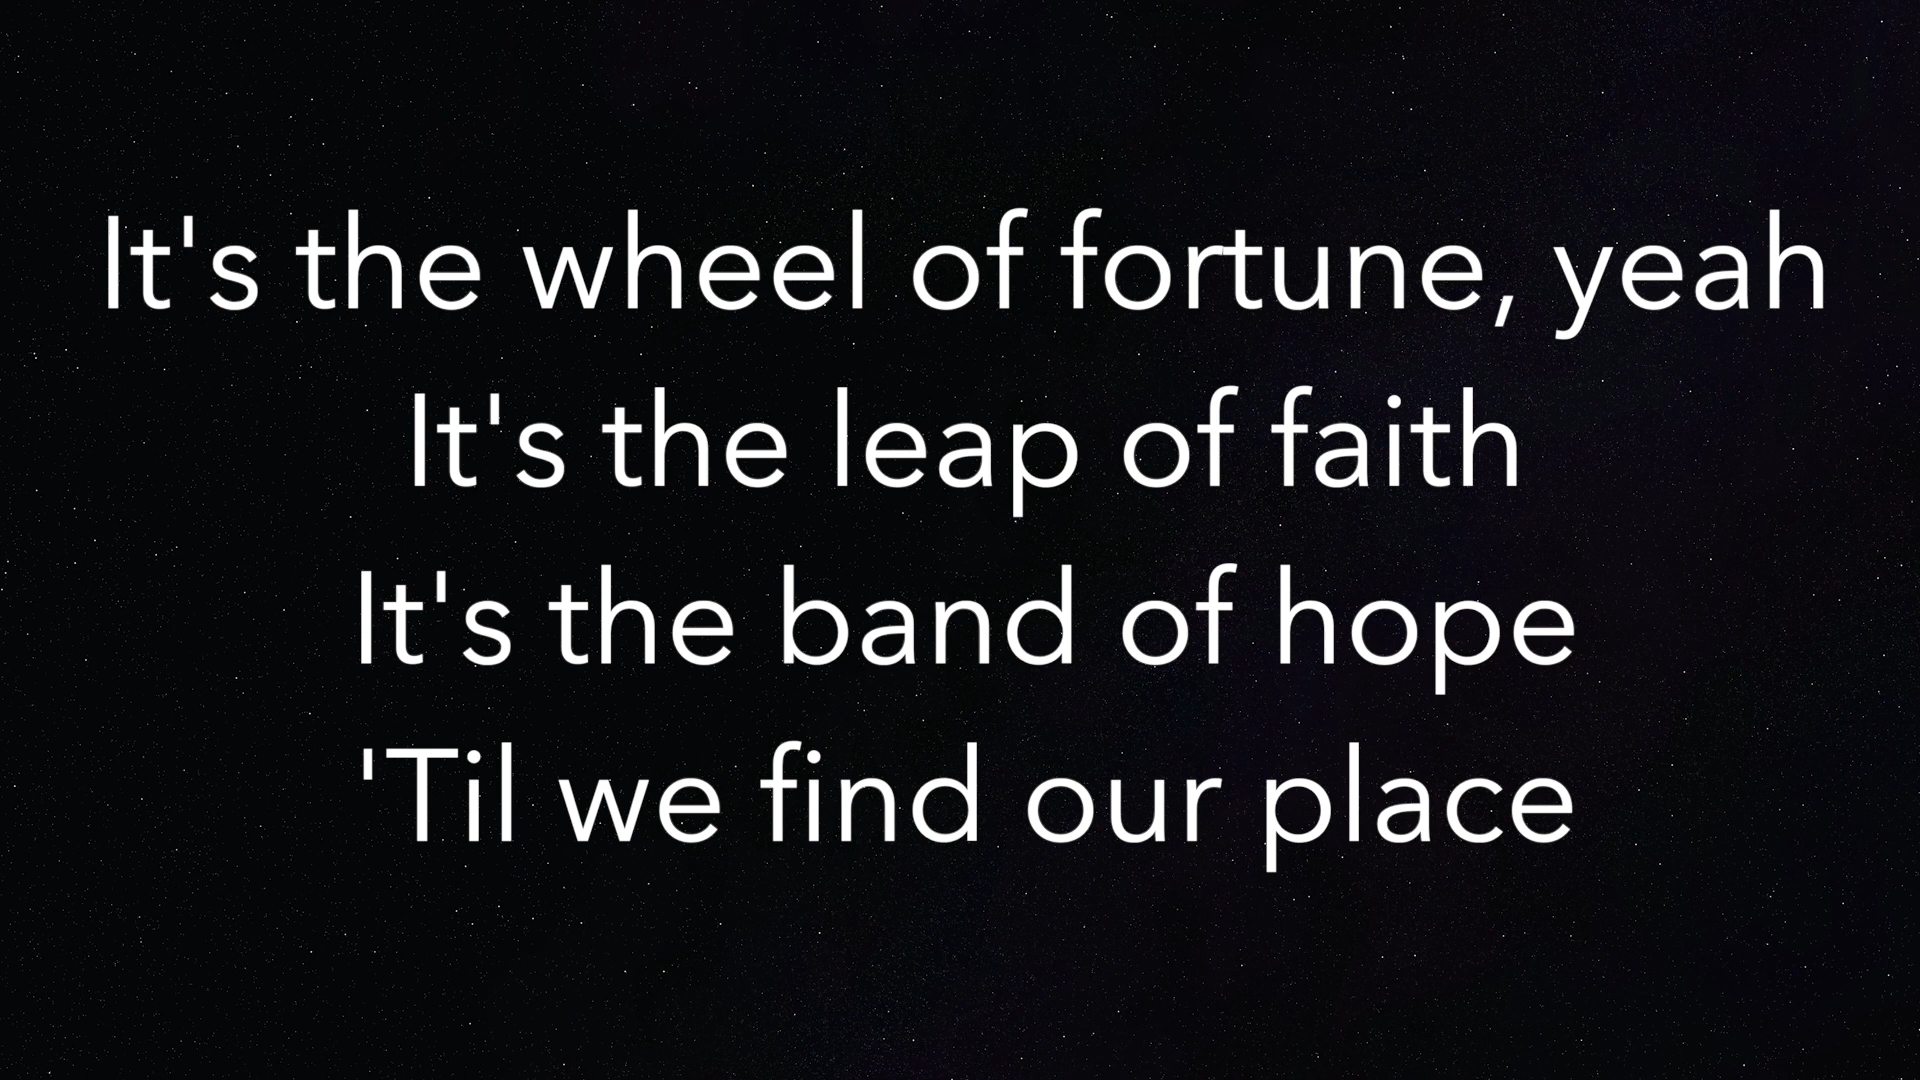 It's the wheel of fortune, yeah
It's the leap of faith
It's the band of hope
'Til we find our place